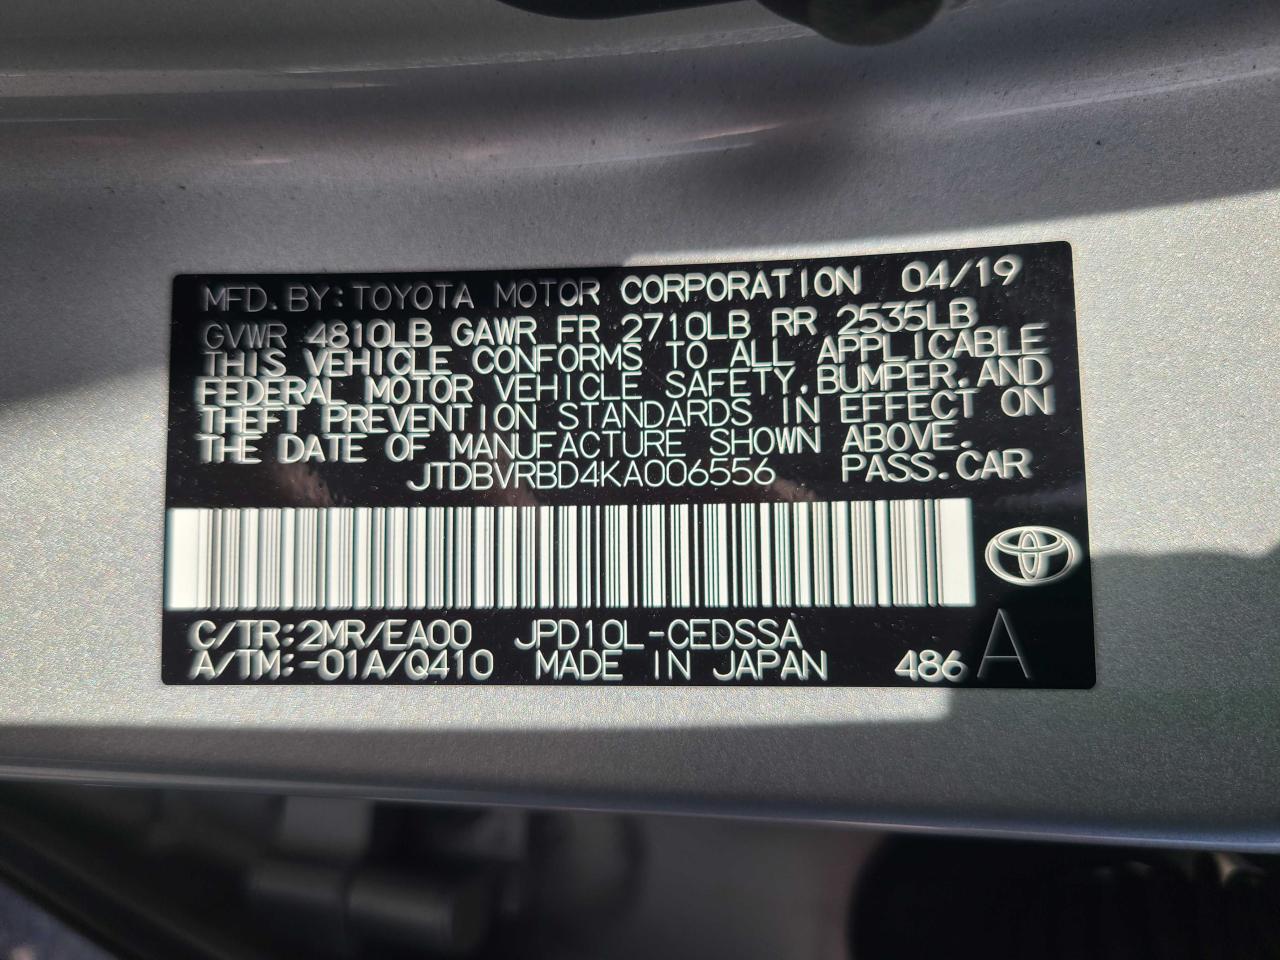 MFD.BY:TOYOTA MOTOR CORPORATION 04/19
GVWR 4810LB GAWR FR 2710LB RR 2535LB
THIS VEHICLE CONFORMS TO ALL APPLICABLE
FEDERAL MOTOR VEHICLE SAFETY,BUMPER,AND
THEFT PREVENTION STANDARDS IN EFFECT ON
THE DATE OF MANUFACTURE SHOWN ABOVE.
JTDBVRBD4KA006556 PASS.CAR
C/TR:2MR/EA00 JPD10L-CEDSSA
A/TM:-01A/Q410 MADE IN JAPAN 486 A